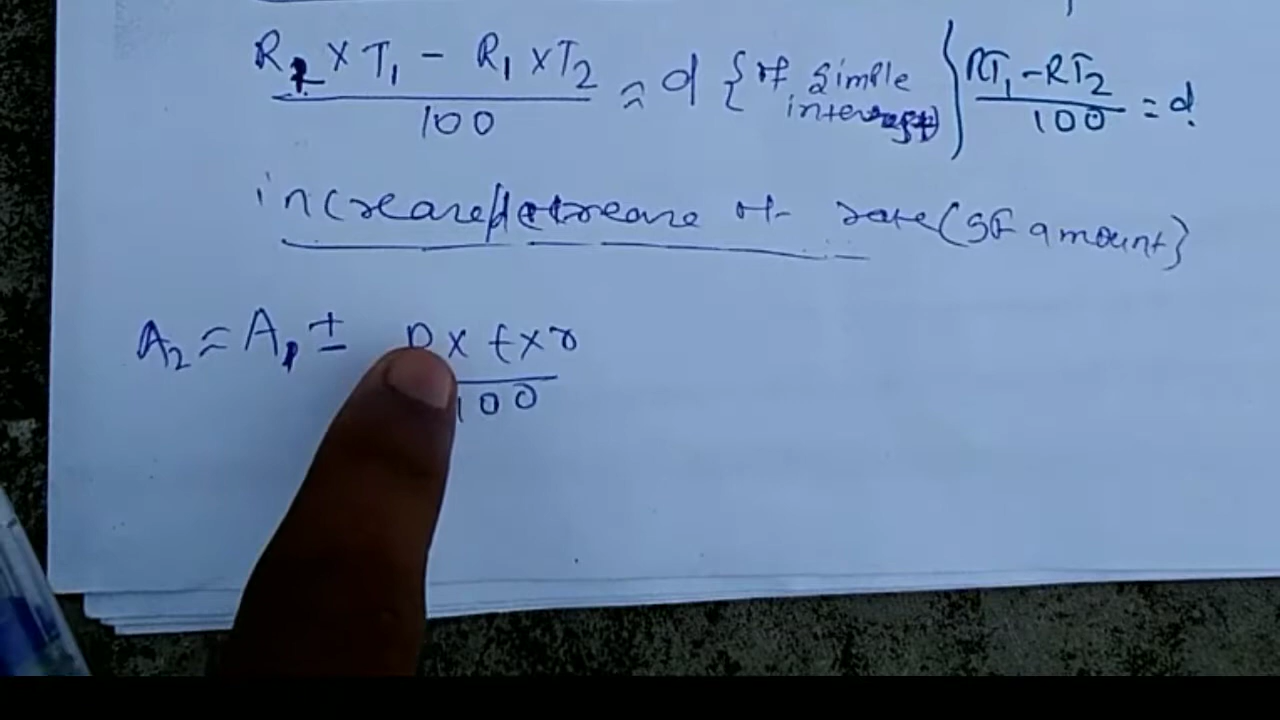 R2 × T1 - R1 × T2 / 100 = d {of simple interest} RT1 - RT2 / 100 = d
increase/decrease of rate (SI amount}
A2 = A1 ± P × t × r / 100